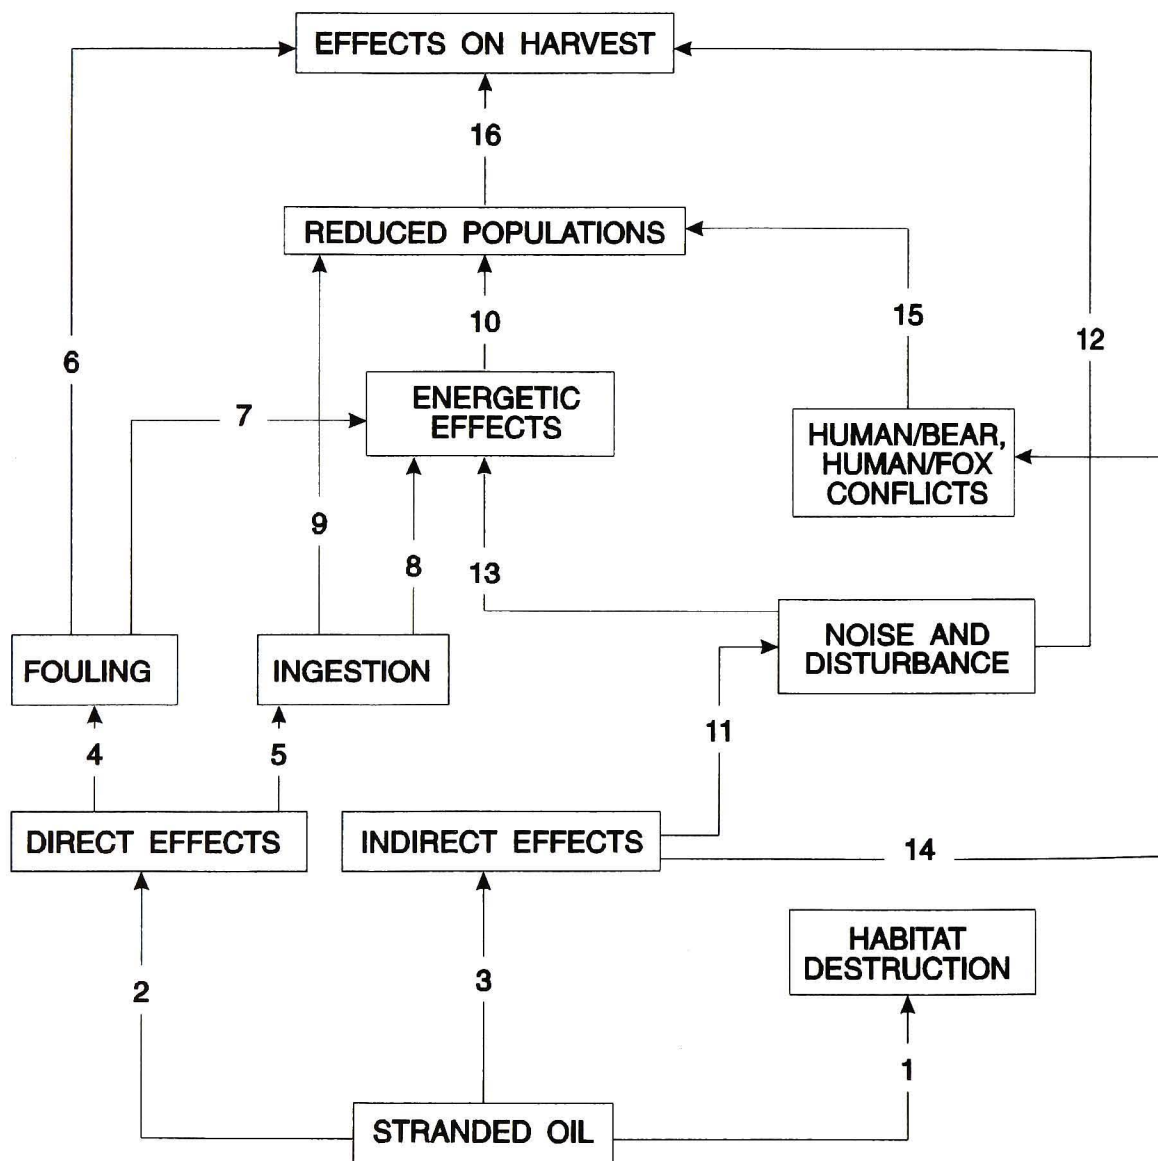 EFFECTS ON HARVEST
16
REDUCED POPULATIONS
6
10
15
12
ENERGETIC
EFFECTS
7
HUMAN/BEAR,
HUMAN/FOX
CONFLICTS
9
8
13
FOULING
INGESTION
NOISE AND
DISTURBANCE
4
5
11
DIRECT EFFECTS
INDIRECT EFFECTS
14
HABITAT
DESTRUCTION
2
3
1
STRANDED OIL